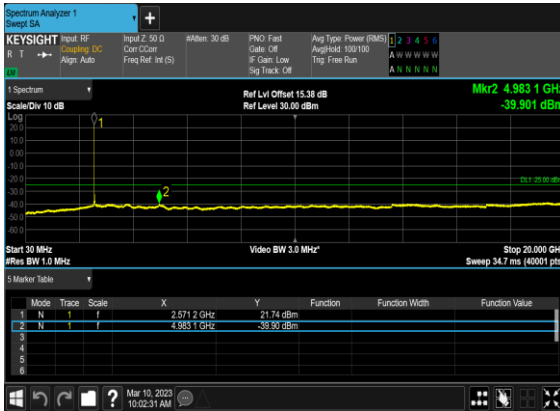 Spectrum Analyzer 1
Swept SA
+
KEYSIGHT Input: RF Input Z: 50 Ω #Atten: 30 dB PNO: Fast Avg Type: Power (RMS) 1 2 3 4 5 6
R T Coupling: DC Corr CCorr Gate: Off Avg|Hold: 100/100 A W W W W W
Align: Auto Freq Ref: Int (S) IF Gain: Low Trig: Free Run
Sig Track: Off A N N N N N
1 Spectrum Ref Lvl Offset 15.38 dB Mkr2 4.983 1 GHz
Scale/Div 10 dB Ref Level 30.00 dBm -39.901 dBm
Log
1
20.0
10.0
0.00
-10.0
-20.0
DL1 -25.00 dBm
-30.0
2
-40.0
-50.0
-60.0
Start 30 MHz Video BW 3.0 MHz* Stop 20.000 GHz
#Res BW 1.0 MHz Sweep 34.7 ms (40001 pts)
5 Marker Table
Mode Trace Scale X Y Function Function Width Function Value
1 N 1 f 2.571 2 GHz 21.74 dBm
2 N 1 f 4.983 1 GHz -39.90 dBm
3
4
5
6
? Mar 10, 2023
10:02:31 AM